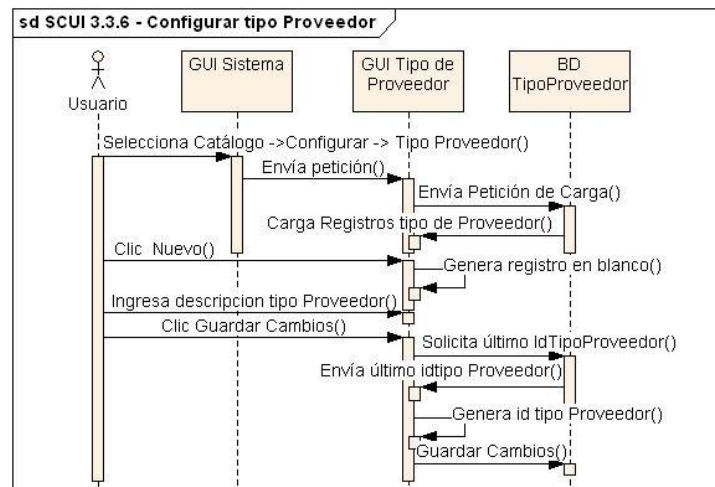 sd SCUI 3.3.6 - Configurar tipo Proveedor
GUI Sistema
GUI Tipo de
Proveedor
BD
TipoProveedor
Usuario
Selecciona Catálogo ->Configurar -> Tipo Proveedor()
Envía petición()
Envía Petición de Carga()
Carga Registros tipo de Proveedor()
Clic Nuevo()
Genera registro en blanco()
Ingresa descripcion tipo Proveedor()
Clic Guardar Cambios()
Solicita último IdTipoProveedor()
Envía último idtipo Proveedor()
Genera id tipo Proveedor()
Guardar Cambios()